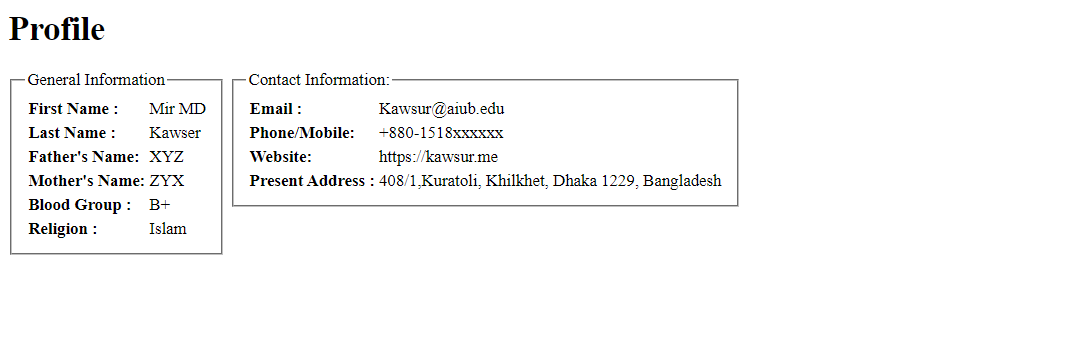 Profile
General Information
First Name : Mir MD
Last Name : Kawser
Father's Name: XYZ
Mother's Name: ZYX
Blood Group : B+
Religion : Islam
Contact Information:
Email : Kawsur@aiub.edu
Phone/Mobile: +880-1518xxxxxx
Website: https://kawsur.me
Present Address : 408/1,Kuratoli, Khilkhet, Dhaka 1229, Bangladesh